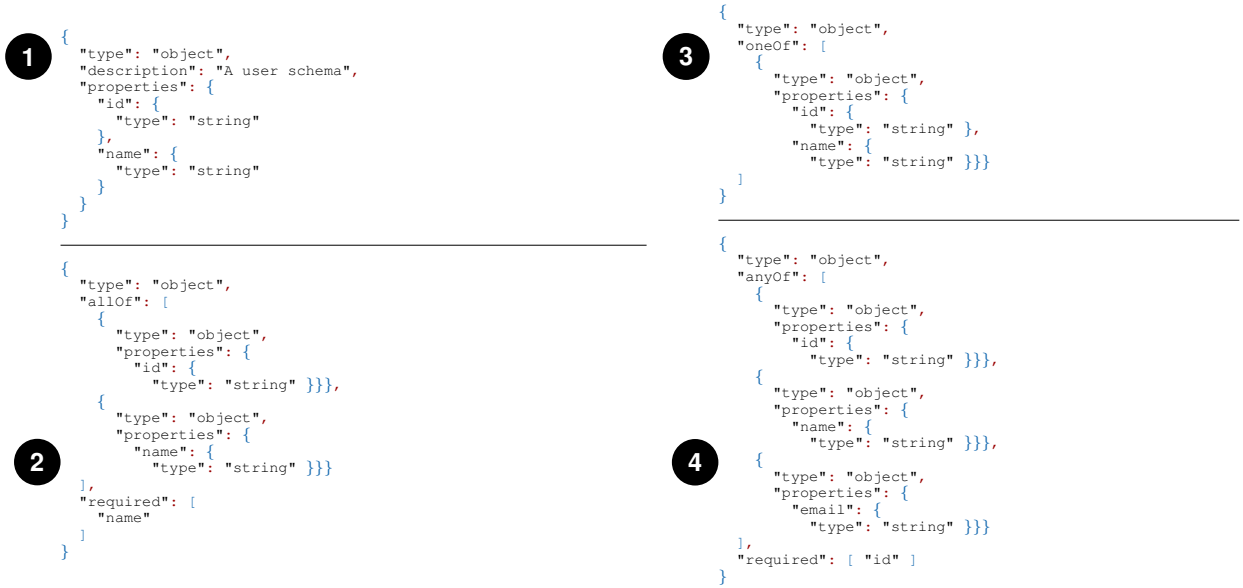 1
{
  "type": "object",
  "description": "A user schema",
  "properties": {
    "id": {
      "type": "string"
    },
    "name": {
      "type": "string"
    }
  }
}
{
  "type": "object",
  "allOf": [
    {
      "type": "object",
      "properties": {
        "id": {
          "type": "string" }}},
    {
      "type": "object",
      "properties": {
        "name": {
          "type": "string" }}}
2
  ],
  "required": [
    "name"
  ]
}
3
{
  "type": "object",
  "oneOf": [
    {
      "type": "object",
      "properties": {
        "id": {
          "type": "string" },
        "name": {
          "type": "string" }}}
  ]
}
{
  "type": "object",
  "anyOf": [
    {
      "type": "object",
      "properties": {
        "id": {
          "type": "string" }}},
    {
      "type": "object",
      "properties": {
        "name": {
          "type": "string" }}},
4
    {
      "type": "object",
      "properties": {
        "email": {
          "type": "string" }}}
  ],
  "required": [ "id" ]
}